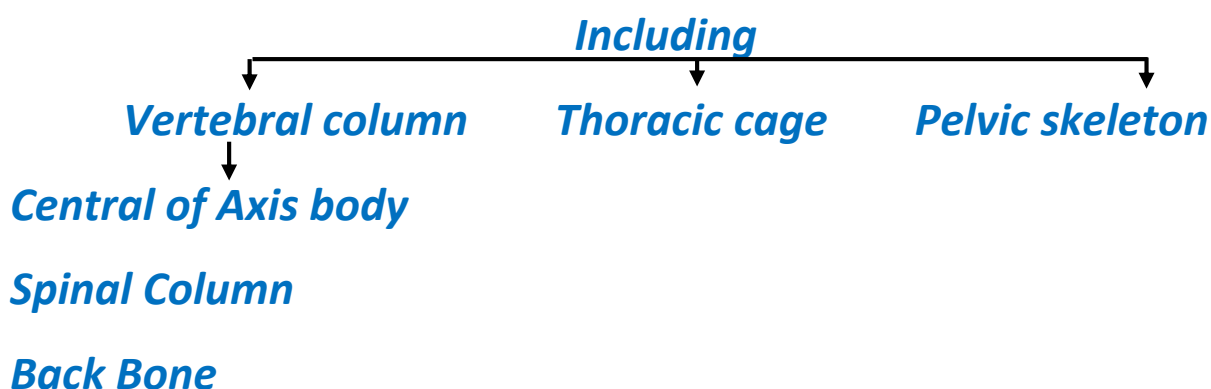 Including
Vertebral column Thoracic cage Pelvic skeleton
Central of Axis body
Spinal Column
Back Bone